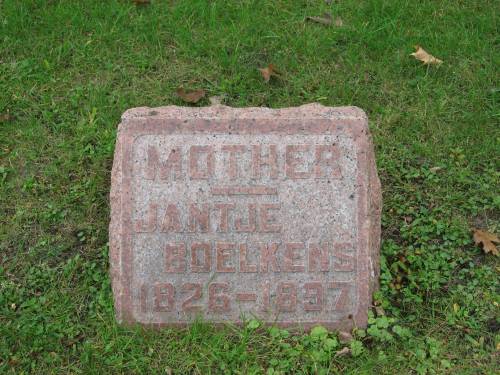 MOTHER
JANTJE
BOELKENS
1826-1897